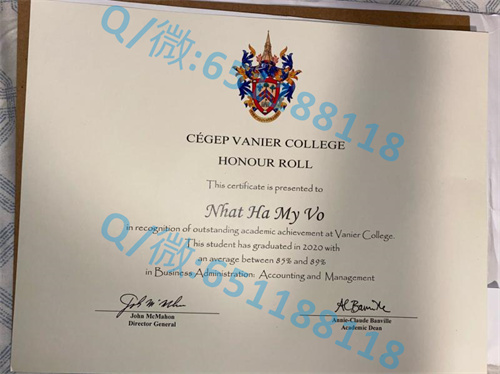 CÉGEP VANIER COLLEGE
HONOUR ROLL
This certificate is presented to
Nhat Ha My Vo
in recognition of outstanding academic achievement at Vanier College.
This student has graduated in 2020 with
an average between 85% and 89%
in Business Administration: Accounting and Management
John McMahon
Director General
Annie-Claude Banville
Academic Dean
Q/微:651188118
Q/微:651188118